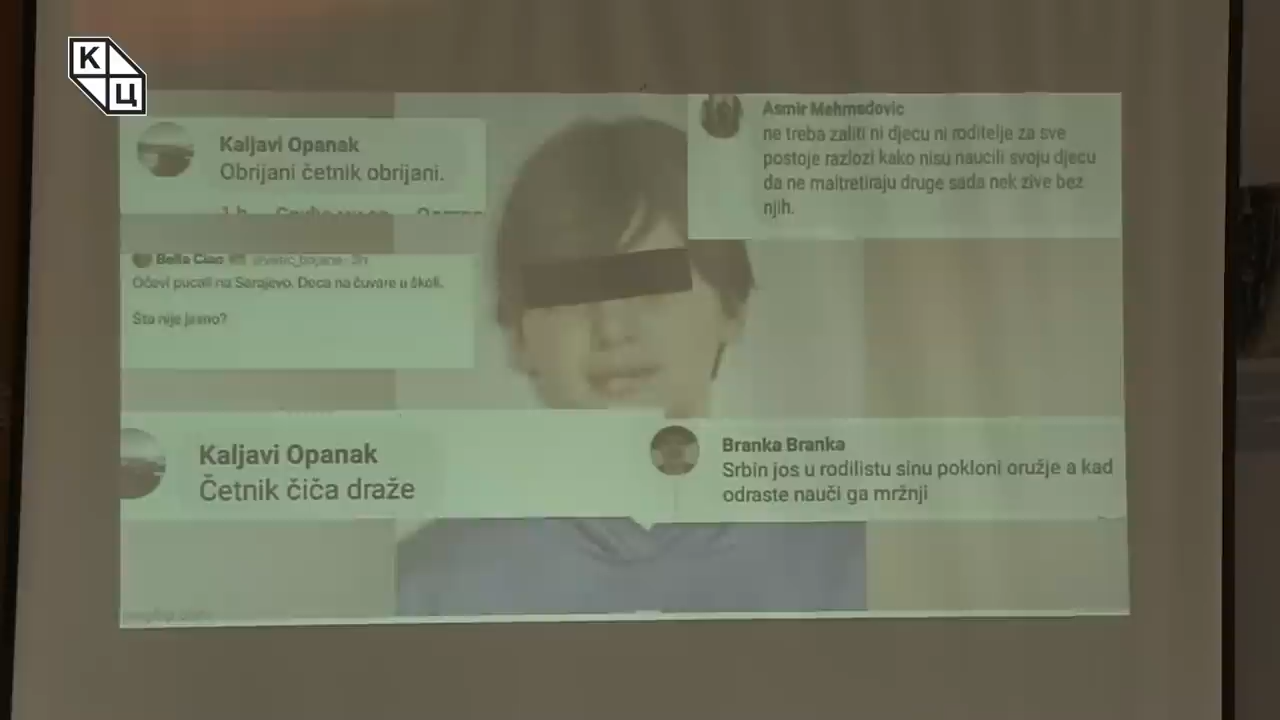 К
Ц
Kaljavi Opanak
Obrijani četnik obrijani.
1 h
Asmir Mehmedovic
ne treba zaliti ni djecu ni roditelje za sve
postoje razlozi kako nisu naucili svoju djecu
da ne maltretiraju druge sada nek zive bez
njih.
Bella Ciao
Očevi pucali na Sarajevo. Deca na čuvare u školi.
Šta nije jasno?
Kaljavi Opanak
Četnik čiča draže
Branka Branka
Srbin jos u rodilistu sinu pokloni oružje a kad
odraste nauči ga mržnji